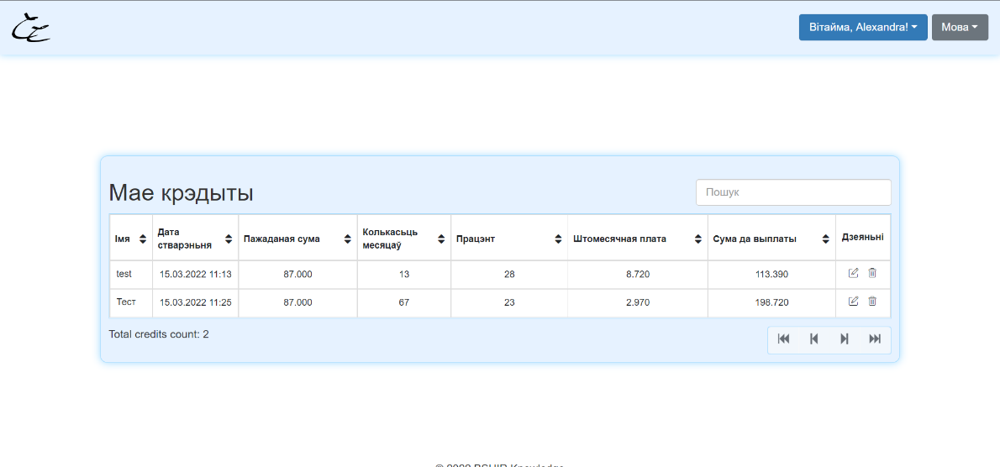 Вітайма, Alexandra!
Мова
Мае крэдыты
Пошук
Імя Дата стварэньня Пажаданая сума Колькасьць месяцаў Працэнт Штомесячная плата Сума да выплаты Дзеяньні
test 15.03.2022 11:13 87.000 13 28 8.720 113.390
Тест 15.03.2022 11:25 87.000 67 23 2.970 198.720
Total credits count: 2